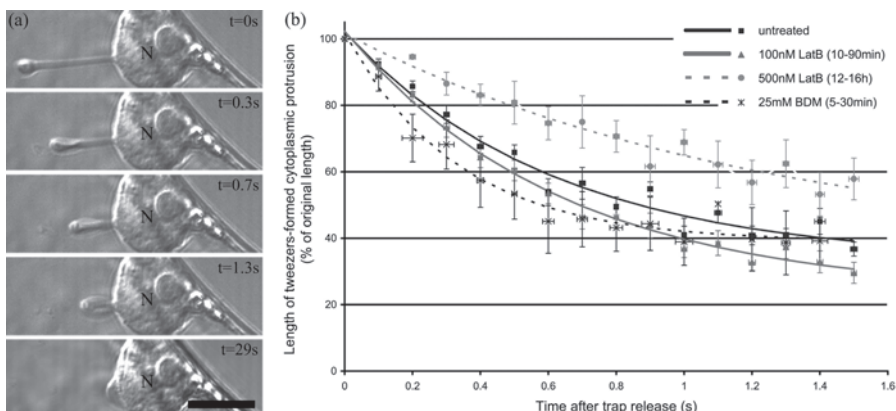 (a)
N
t=0s
N
t=0.3s
N
t=0.7s
N
t=1.3s
N
t=29s
(b)
Length of tweezers-formed cytoplasmic protrusion
(% of original length)
100
80
60
40
20
0
0
0.2
0.4
0.6
0.8
1
1.2
1.4
1.6
Time after trap release (s)
untreated
100nM LatB (10-90min)
500nM LatB (12-16h)
25mM BDM (5-30min)